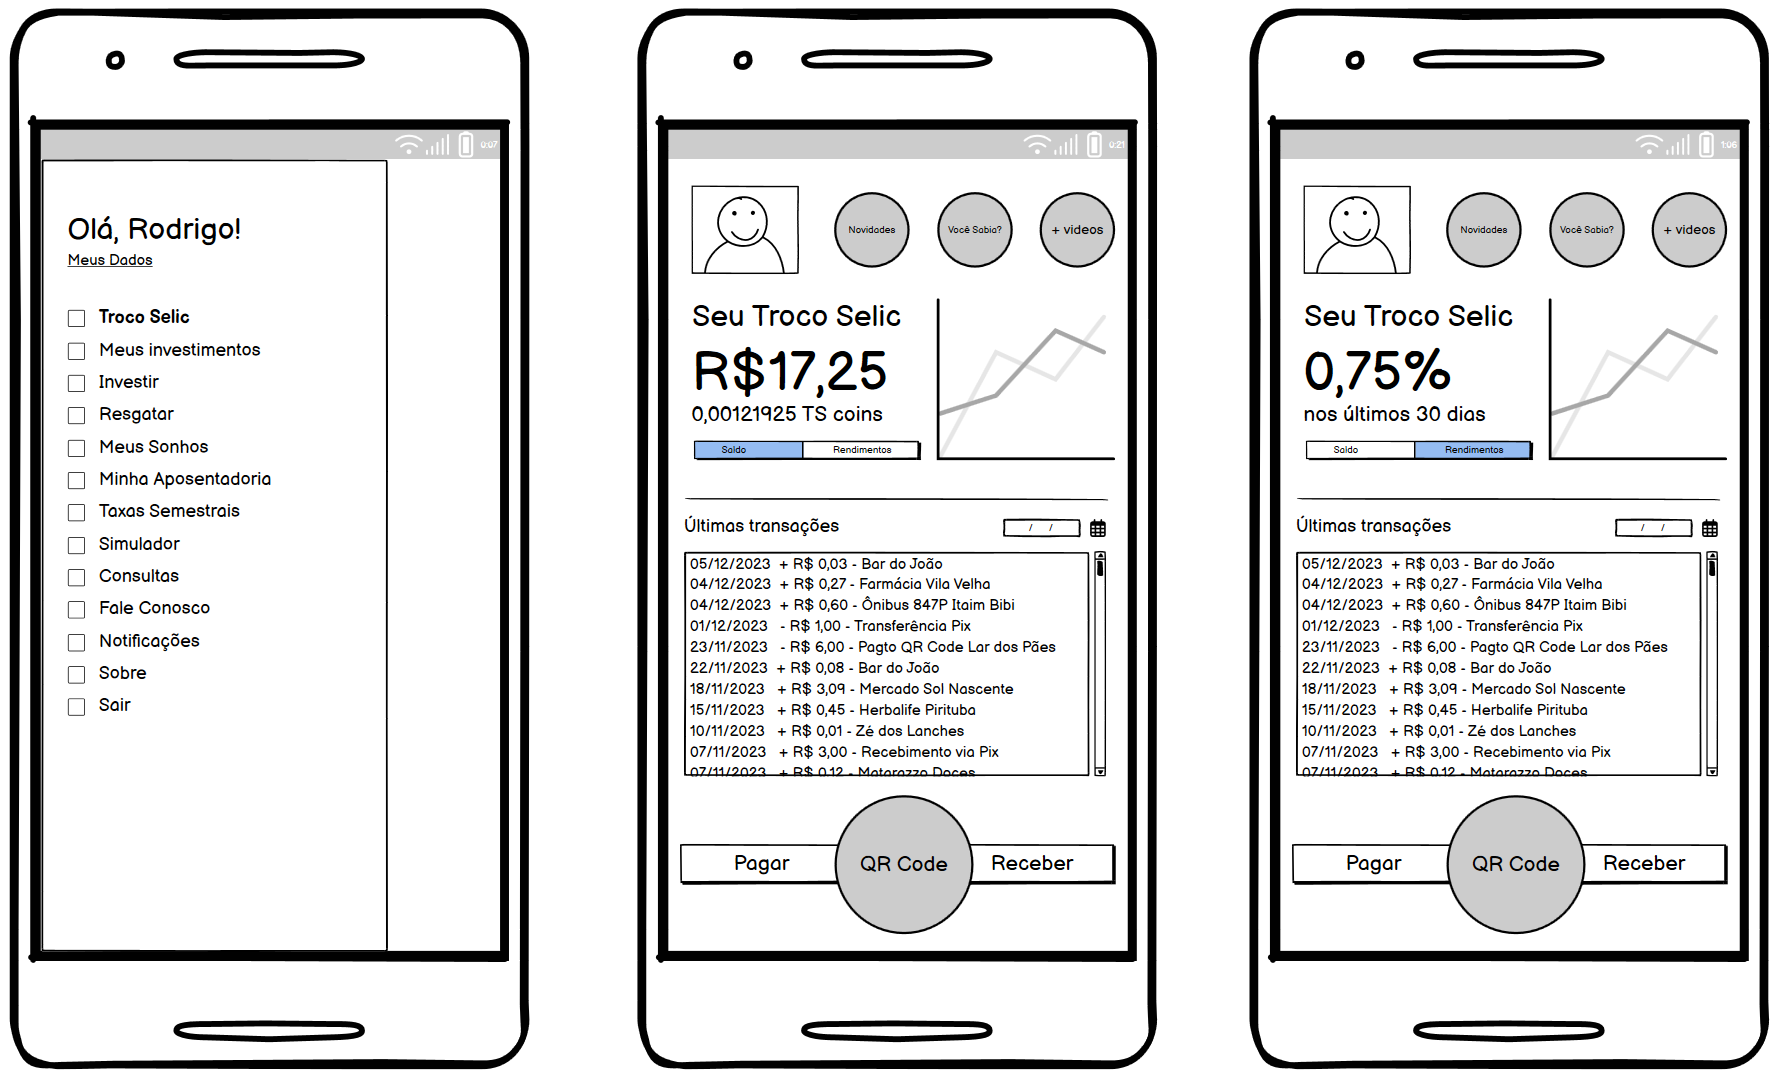 0:07
Olá, Rodrigo!
Meus Dados
Troco Selic
Meus investimentos
Investir
Resgatar
Meus Sonhos
Minha Aposentadoria
Taxas Semestrais
Simulador
Consultas
Fale Conosco
Notificações
Sobre
Sair
0:21
Novidades
Você Sabia?
+ videos
Seu Troco Selic
R$17,25
0,00121925 TS coins
Saldo
Rendimentos
Últimas transações
/ /
05/12/2023 + R$ 0,03 - Bar do João
04/12/2023 + R$ 0,27 - Farmácia Vila Velha
04/12/2023 + R$ 0,60 - Ônibus 847P Itaim Bibi
01/12/2023 - R$ 1,00 - Transferência Pix
23/11/2023 - R$ 6,00 - Pagto QR Code Lar dos Pães
22/11/2023 + R$ 0,08 - Bar do João
18/11/2023 + R$ 3,09 - Mercado Sol Nascente
15/11/2023 + R$ 0,45 - Herbalife Pirituba
10/11/2023 + R$ 0,01 - Zé dos Lanches
07/11/2023 + R$ 3,00 - Recebimento via Pix
07/11/2023 + R$ 0,12 - Matarazzo Doces
Pagar
QR Code
Receber
1:06
Novidades
Você Sabia?
+ videos
Seu Troco Selic
0,75%
nos últimos 30 dias
Saldo
Rendimentos
Últimas transações
/ /
05/12/2023 + R$ 0,03 - Bar do João
04/12/2023 + R$ 0,27 - Farmácia Vila Velha
04/12/2023 + R$ 0,60 - Ônibus 847P Itaim Bibi
01/12/2023 - R$ 1,00 - Transferência Pix
23/11/2023 - R$ 6,00 - Pagto QR Code Lar dos Pães
22/11/2023 + R$ 0,08 - Bar do João
18/11/2023 + R$ 3,09 - Mercado Sol Nascente
15/11/2023 + R$ 0,45 - Herbalife Pirituba
10/11/2023 + R$ 0,01 - Zé dos Lanches
07/11/2023 + R$ 3,00 - Recebimento via Pix
07/11/2023 + R$ 0,12 - Matarazzo Doces
Pagar
QR Code
Receber